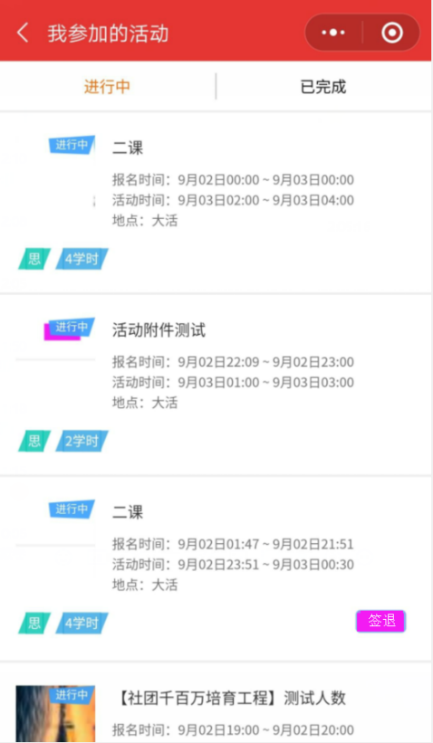 我参加的活动
进行中
已完成
进行中
二课
报名时间：9月02日00:00 ~ 9月03日00:00
活动时间：9月03日02:00 ~ 9月03日04:00
地点：大活
思
4学时
进行中
活动附件测试
报名时间：9月02日22:09 ~ 9月02日23:00
活动时间：9月03日01:00 ~ 9月03日03:00
地点：大活
思
2学时
进行中
二课
报名时间：9月02日01:47 ~ 9月02日21:51
活动时间：9月02日23:51 ~ 9月03日00:30
地点：大活
思
4学时
签退
进行中
【社团千百万培育工程】测试人数
报名时间：9月02日19:00 ~ 9月02日20:00